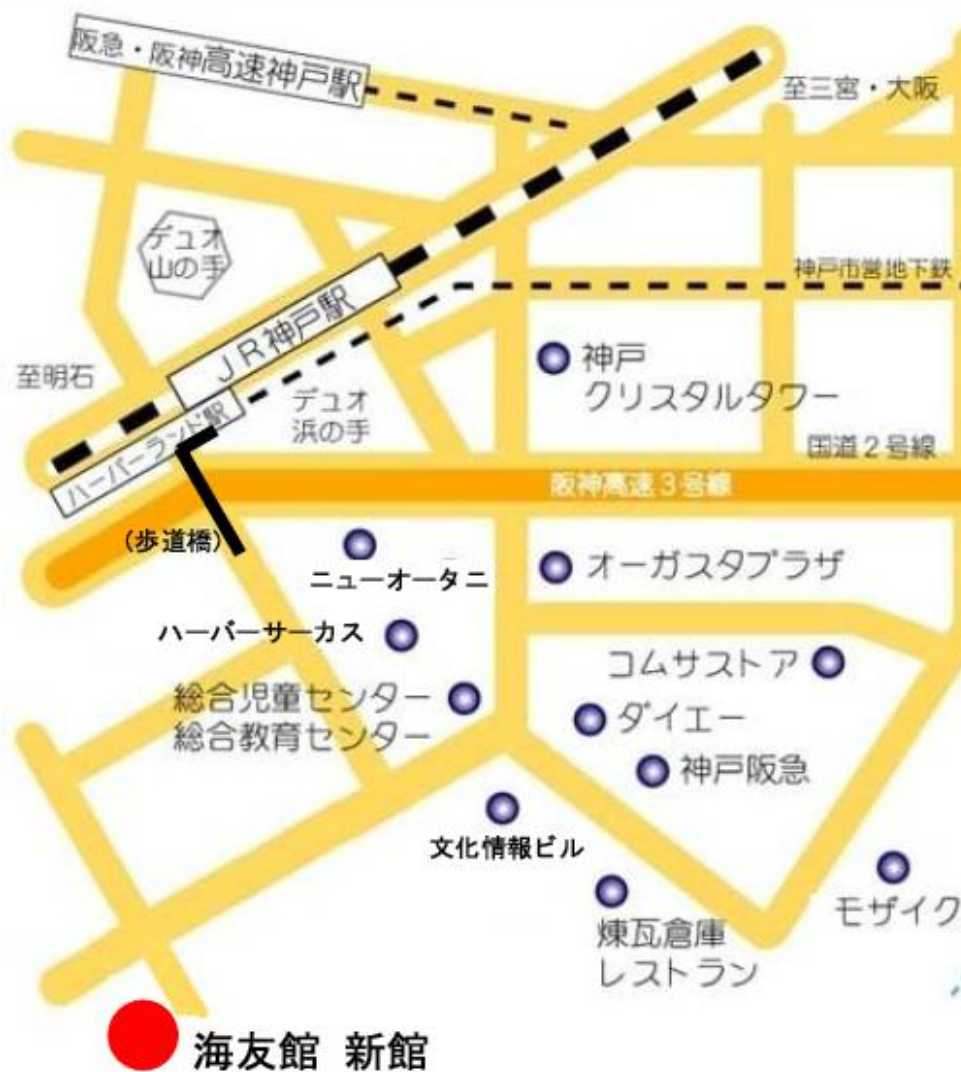 阪急・阪神高速神戸駅
至三宮・大阪
デュオ
山の手
神戸市営地下鉄
JR神戸駅
至明石
神戸
クリスタルタワー
デュオ
浜の手
ハーバーランド駅
国道2号線
阪神高速3号線
(歩道橋)
ニューオータニ
オーガスタプラザ
ハーバーサーカス
コムサストア
総合児童センター
総合教育センター
ダイエー
神戸阪急
文化情報ビル
モザイク
煉瓦倉庫
レストラン
海友館 新館